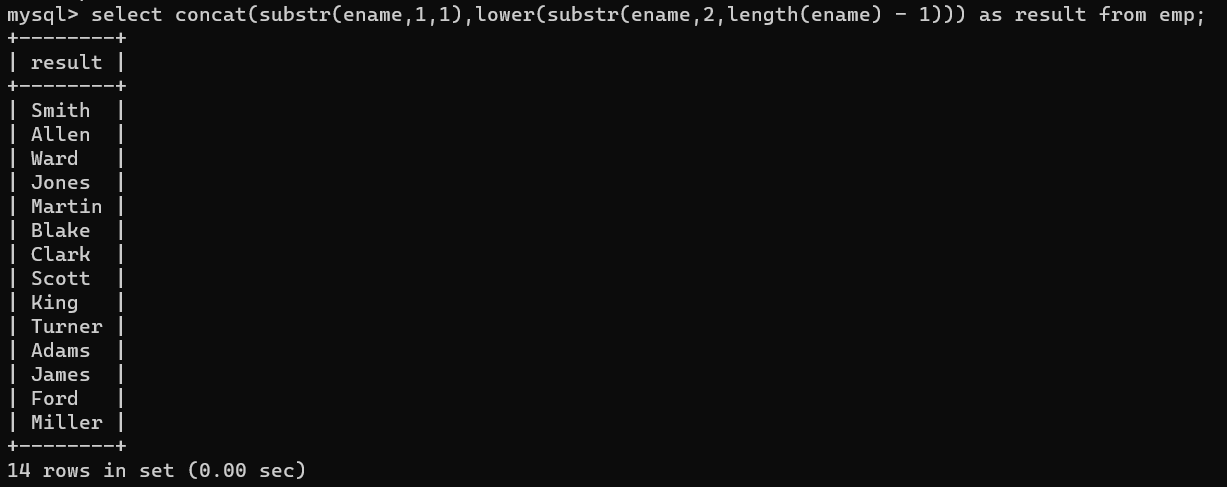 mysql> select concat(substr(ename,1,1),lower(substr(ename,2,length(ename) - 1))) as result from emp;
+--------+
| result |
+--------+
| Smith  |
| Allen  |
| Ward   |
| Jones  |
| Martin |
| Blake  |
| Clark  |
| Scott  |
| King   |
| Turner |
| Adams  |
| James  |
| Ford   |
| Miller |
+--------+
14 rows in set (0.00 sec)